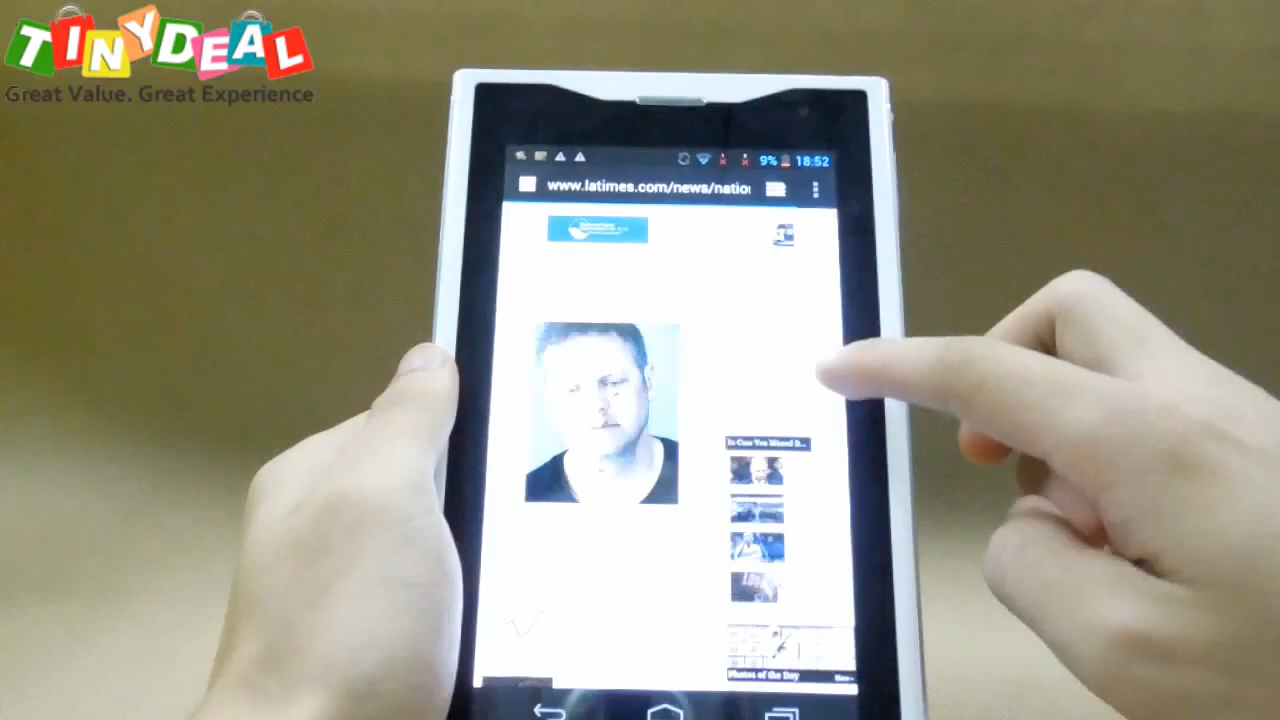 TINYDEAL
Great Value. Great Experience
9% 18:52
www.latimes.com/news/natio
In Case You Missed It...
Photos of the Day
More »